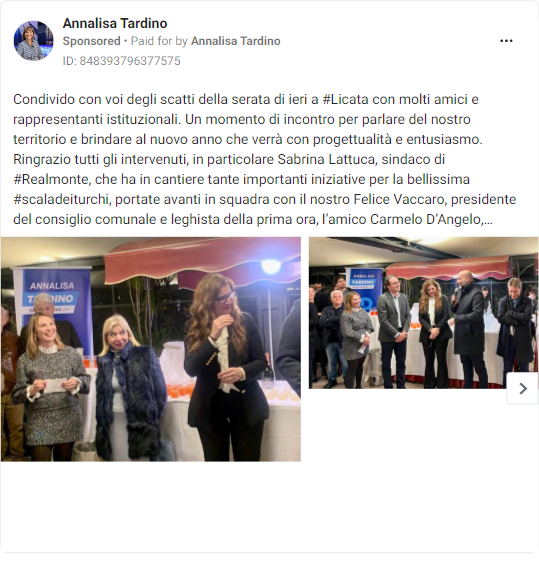 Annalisa Tardino
Sponsored • Paid for by Annalisa Tardino
ID: 848393796377575
Condivido con voi degli scatti della serata di ieri a #Licata con molti amici e
rappresentanti istituzionali. Un momento di incontro per parlare del nostro
territorio e brindare al nuovo anno che verrà con progettualità e entusiasmo.
Ringrazio tutti gli intervenuti, in particolare Sabrina Lattuca, sindaco di
#Realmonte, che ha in cantiere tante importanti iniziative per la bellissima
#scaladeiturchi, portate avanti in squadra con il nostro Felice Vaccaro, presidente
del consiglio comunale e leghista della prima ora, l'amico Carmelo D'Angelo,...
ANNALISA
TARDINO
ANNALISA
TARDINO